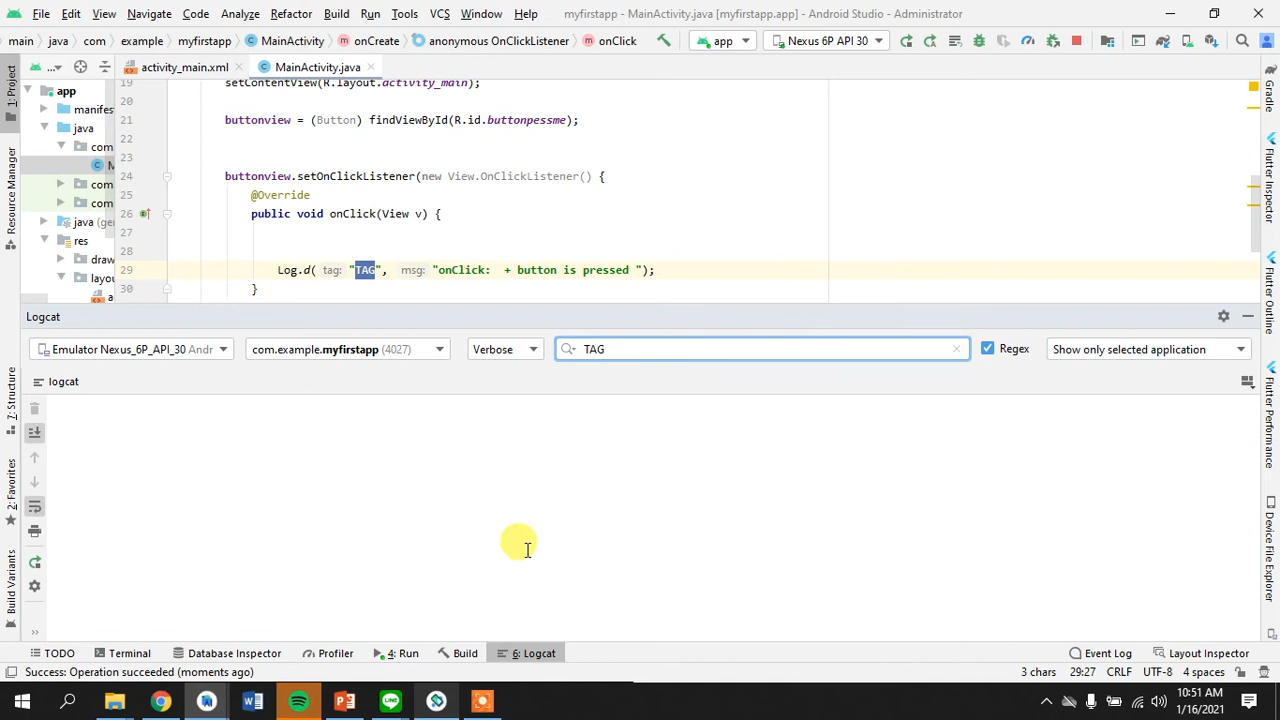 File Edit View Navigate Code Analyze Refactor Build Run Tools VCS Window Help myfirstapp - MainActivity.java [myfirstapp.app] - Android Studio - Administrator
main java com example myfirstapp MainActivity onCreate anonymous OnClickListener onClick app Nexus 6P API 30
... activity_main.xml MainActivity.java
1: Project
Resource Manager
7: Structure
2: Favorites
Build Variants
app
manifes
java
com
M
com
com
java (ge
res
draw
layou
a
19 setContentView(R.layout.activity_main);
20
21 buttonview = (Button) findViewById(R.id.buttonpessme);
22
23
24 buttonview.setOnClickListener(new View.OnClickListener() {
25 @Override
26 public void onClick(View v) {
27
28
29 Log.d( tag: "TAG", msg: "onClick:  + button is pressed ");
30 }
Logcat
Emulator Nexus_6P_API_30 Andr com.example.myfirstapp (4027) Verbose TAG Regex Show only selected application
logcat
Gradle
Flutter Inspector
Flutter Outline
Flutter Performance
Device File Explorer
TODO Terminal Database Inspector Profiler 4: Run Build 6: Logcat Event Log Layout Inspector
Success: Operation succeeded (moments ago) 3 chars 29:27 CRLF UTF-8 4 spaces
10:51 AM
1/16/2021